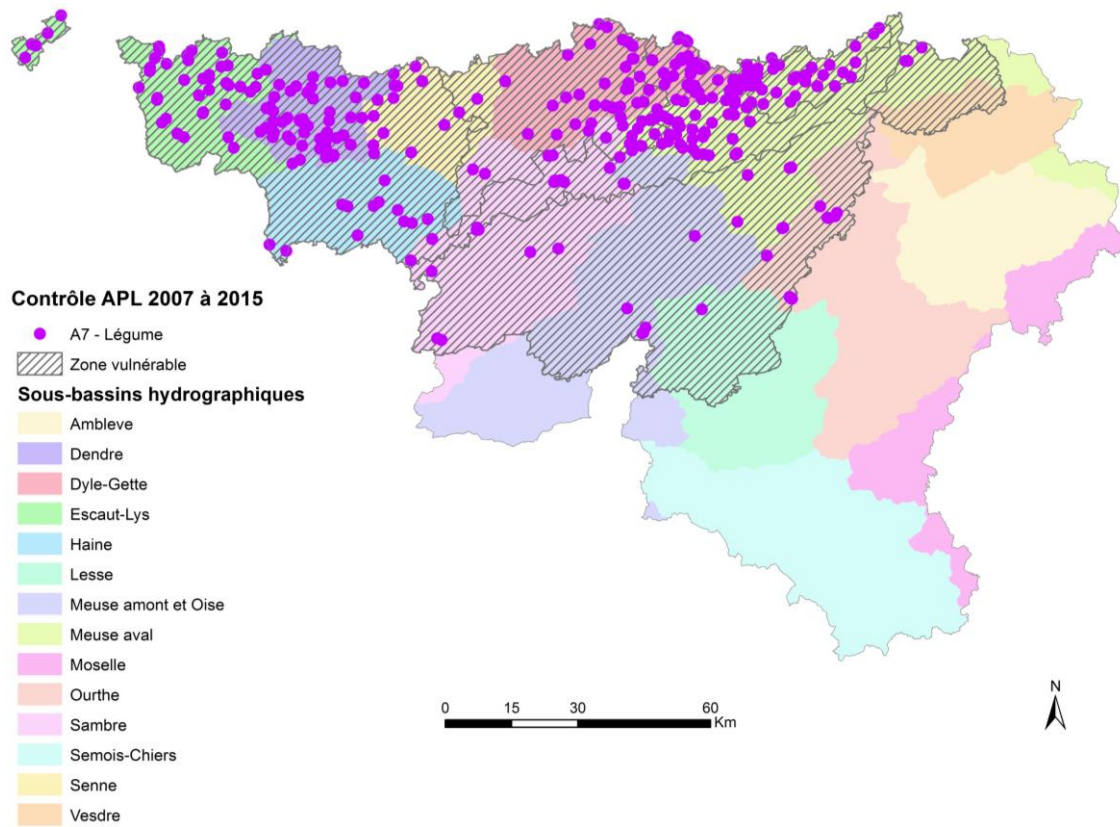 Contrôle APL 2007 à 2015
A7 - Légume
Zone vulnérable
Sous-bassins hydrographiques
Ambleve
Dendre
Dyle-Gette
Escaut-Lys
Haine
Lesse
Meuse amont et Oise
Meuse aval
Moselle
Ourthe
Sambre
Semois-Chiers
Senne
Vesdre
0 15 30 60
Km
N